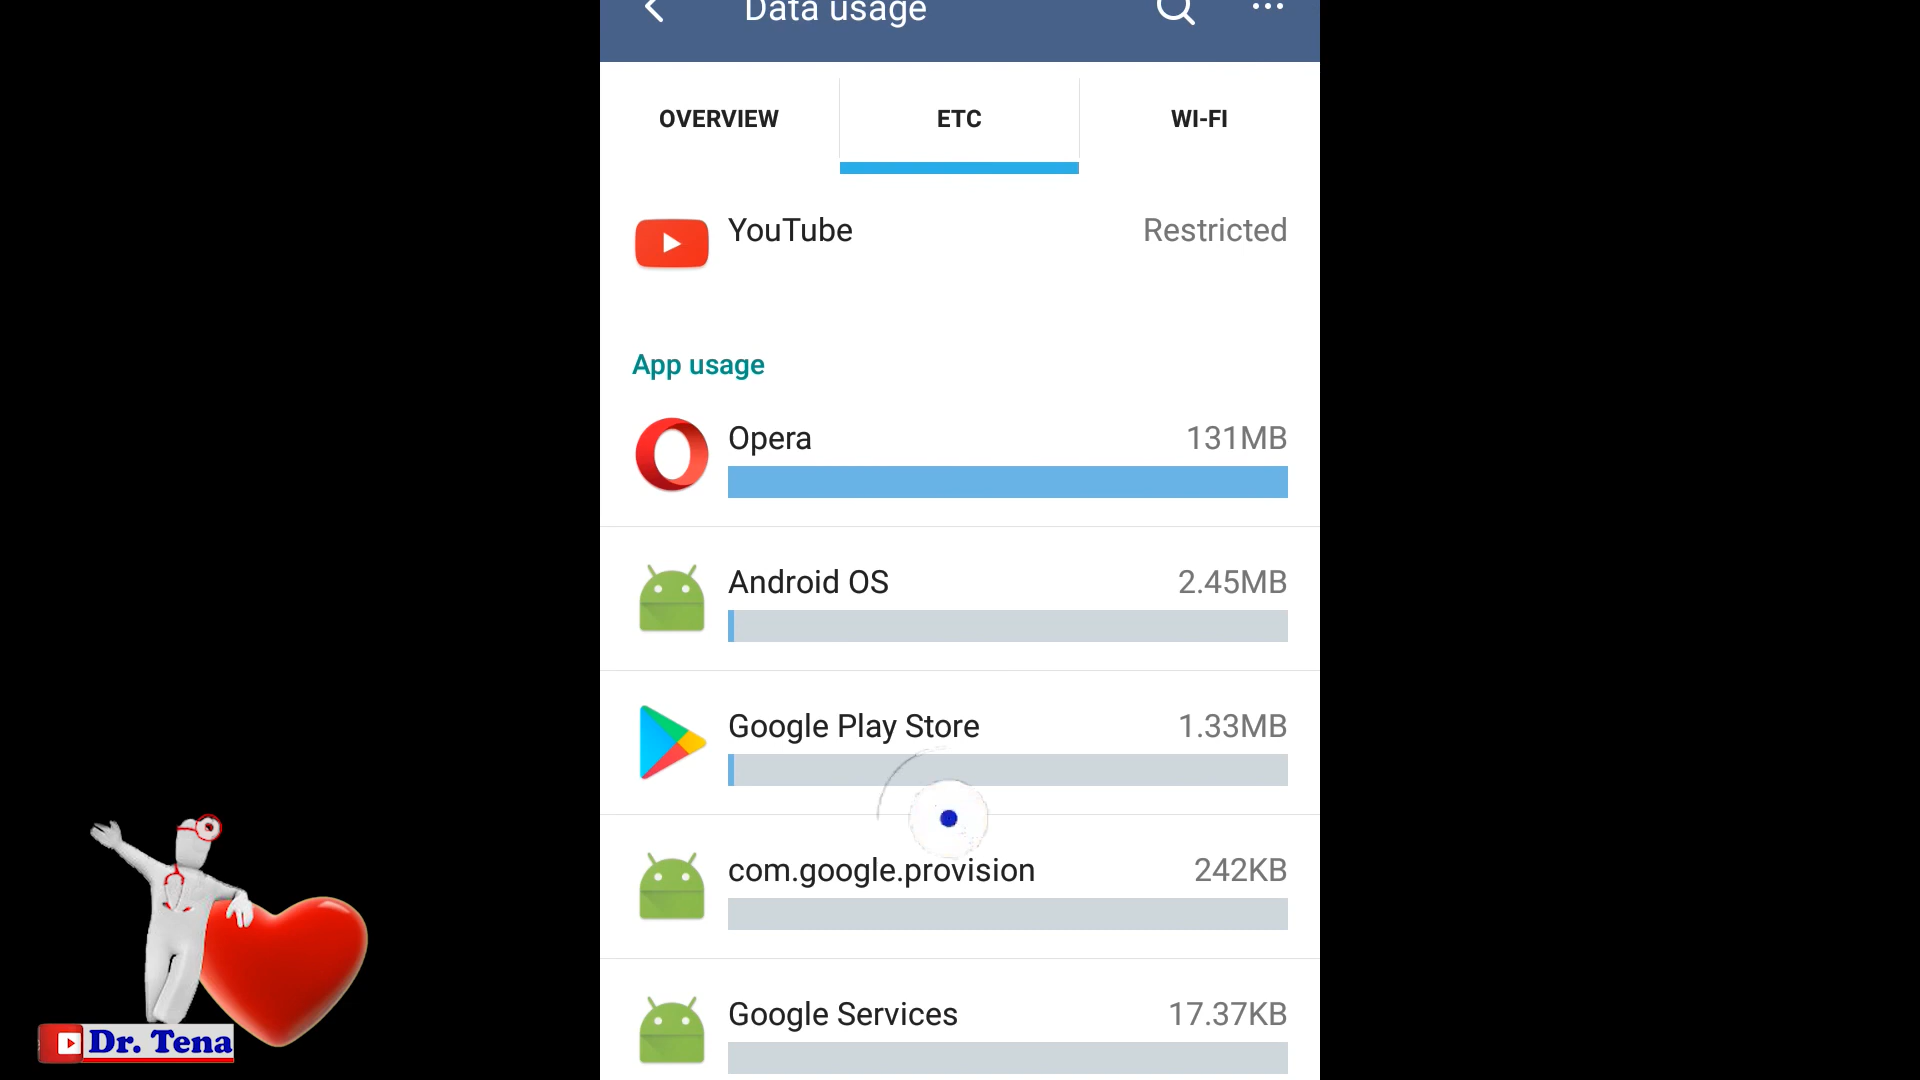 Data usage
OVERVIEW ETC WI-FI
YouTube Restricted
App usage
Opera 131MB
Android OS 2.45MB
Google Play Store 1.33MB
com.google.provision 242KB
Google Services 17.37KB
Dr. Tena